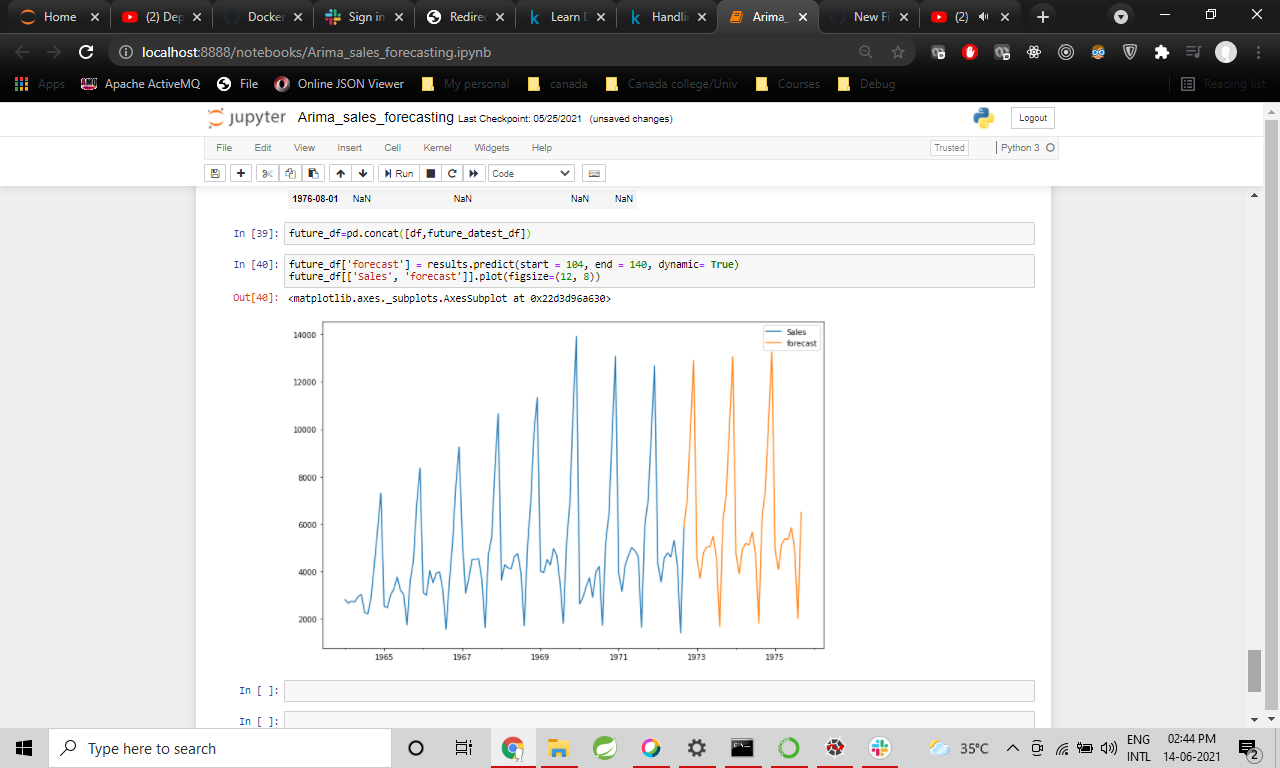 Home
(2) Dep
Docker
Sign in
Redirec
Learn D
Handlin
Arima_
New Fi
(2)
localhost:8888/notebooks/Arima_sales_forecasting.ipynb
Apps
Apache ActiveMQ
File
Online JSON Viewer
My personal
canada
Canada college/Univ
Courses
Debug
Reading list
jupyter Arima_sales_forecasting Last Checkpoint: 05/25/2021 (unsaved changes)
Logout
File Edit View Insert Cell Kernel Widgets Help
Trusted
Python 3
Run
Code
1976-08-01 NaN NaN NaN NaN
In [39]: future_df=pd.concat([df,future_datest_df])
In [40]: future_df['forecast'] = results.predict(start = 104, end = 140, dynamic= True)
future_df[['Sales', 'forecast']].plot(figsize=(12, 8))
Out[40]: <matplotlib.axes._subplots.AxesSubplot at 0x22d3d96a630>
Sales
forecast
14000
12000
10000
8000
6000
4000
2000
1965 1967 1969 1971 1973 1975
In [ ]:
In [ ]:
Type here to search
35°C
ENG
INTL
02:44 PM
14-06-2021
2